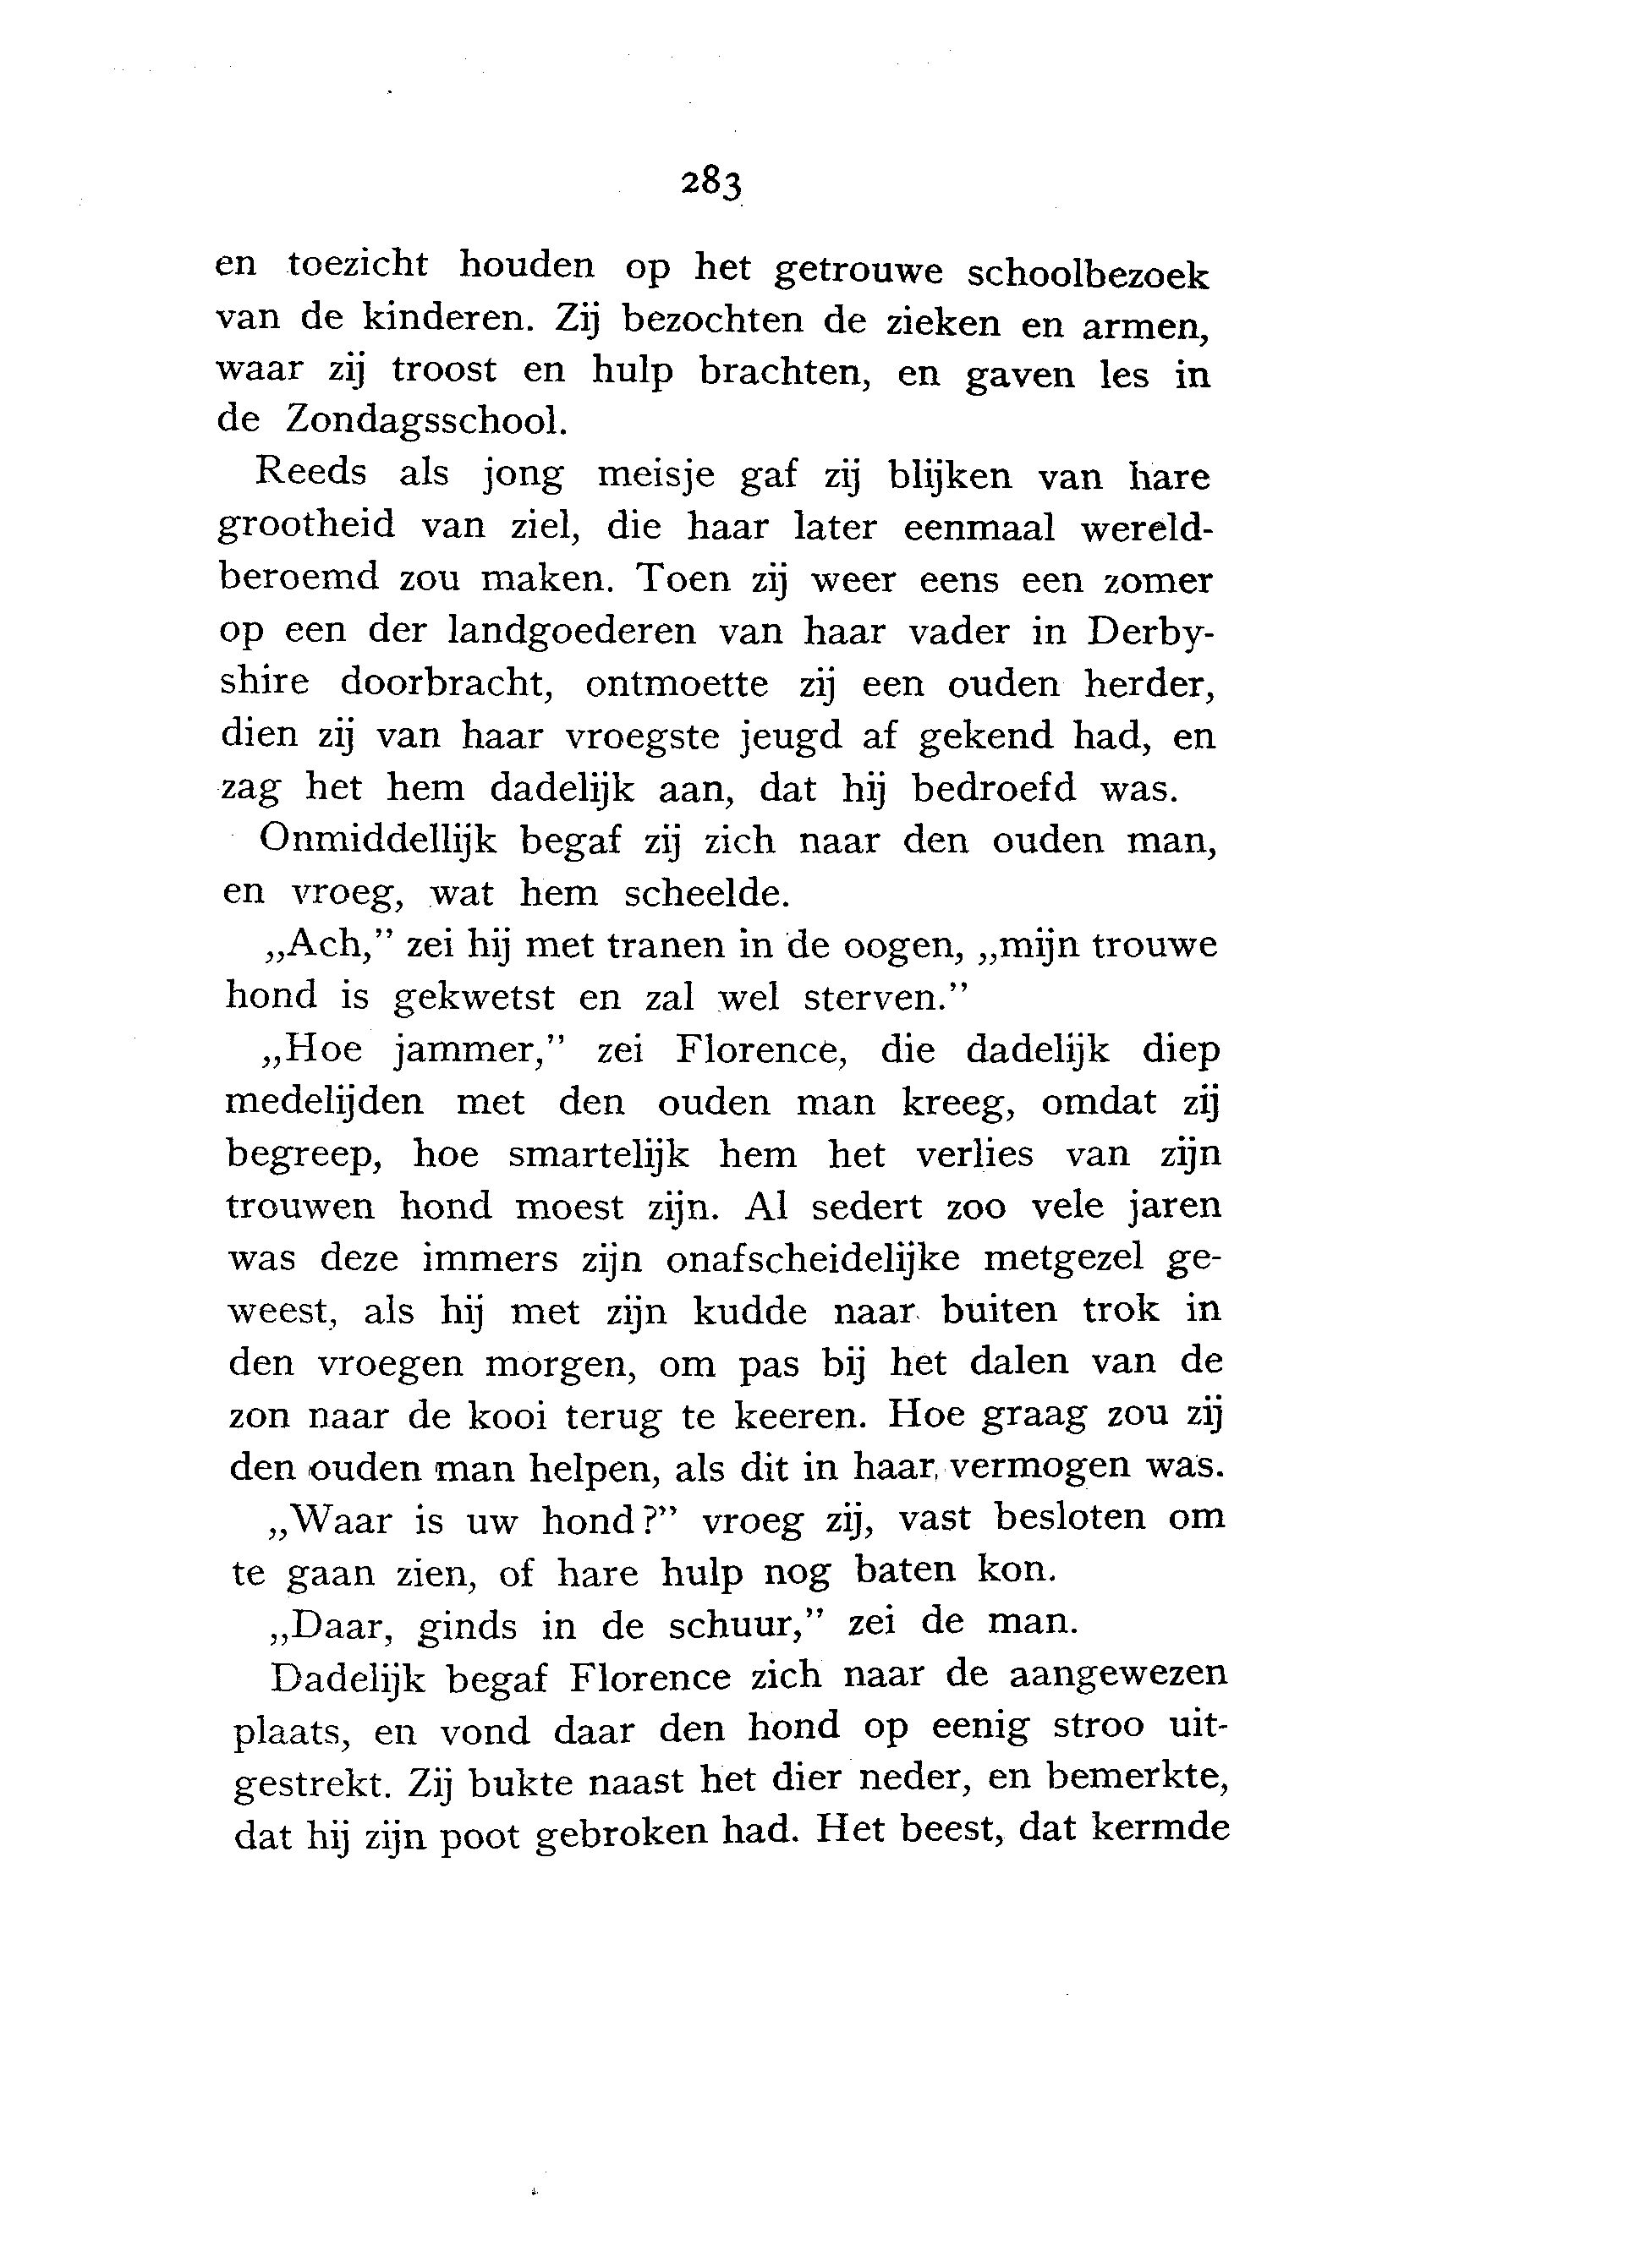 283
en toezicht houden op het getrouwe schoolbezoek
van de kinderen. Zij bezochten de zieken en armen,
waar zij troost en hulp brachten, en gaven les in
de Zondagsschool.
Reeds als jong meisje gaf zij blijken van hare
grootheid van ziel, die haar later eenmaal wereld-
beroemd zou maken. Toen zij weer eens een zomer
op een der landgoederen van haar vader in Derby-
shire doorbracht, ontmoette zij een ouden herder,
dien zij van haar vroegste jeugd af gekend had, en
zag het hem dadelijk aan, dat hij bedroefd was.
Onmiddellijk begaf zij zich naar den ouden man,
en vroeg, wat hem scheelde.
„Ach,” zei hij met tranen in de oogen, „mijn trouwe
hond is gekwetst en zal wel sterven.”
„Hoe jammer,” zei Florence, die dadelijk diep
medelijden met den ouden man kreeg, omdat zij
begreep, hoe smartelijk hem het verlies van zijn
trouwen hond moest zijn. Al sedert zoo vele jaren
was deze immers zijn onafscheidelijke metgezel ge-
weest, als hij met zijn kudde naar buiten trok in
den vroegen morgen, om pas bij het dalen van de
zon naar de kooi terug te keeren. Hoe graag zou zij
den ouden man helpen, als dit in haar vermogen was.
„Waar is uw hond?” vroeg zij, vast besloten om
te gaan zien, of hare hulp nog baten kon.
„Daar, ginds in de schuur,” zei de man.
Dadelijk begaf Florence zich naar de aangewezen
plaats, en vond daar den hond op eenig stroo uit-
gestrekt. Zij bukte naast het dier neder, en bemerkte,
dat hij zijn poot gebroken had. Het beest, dat kermde